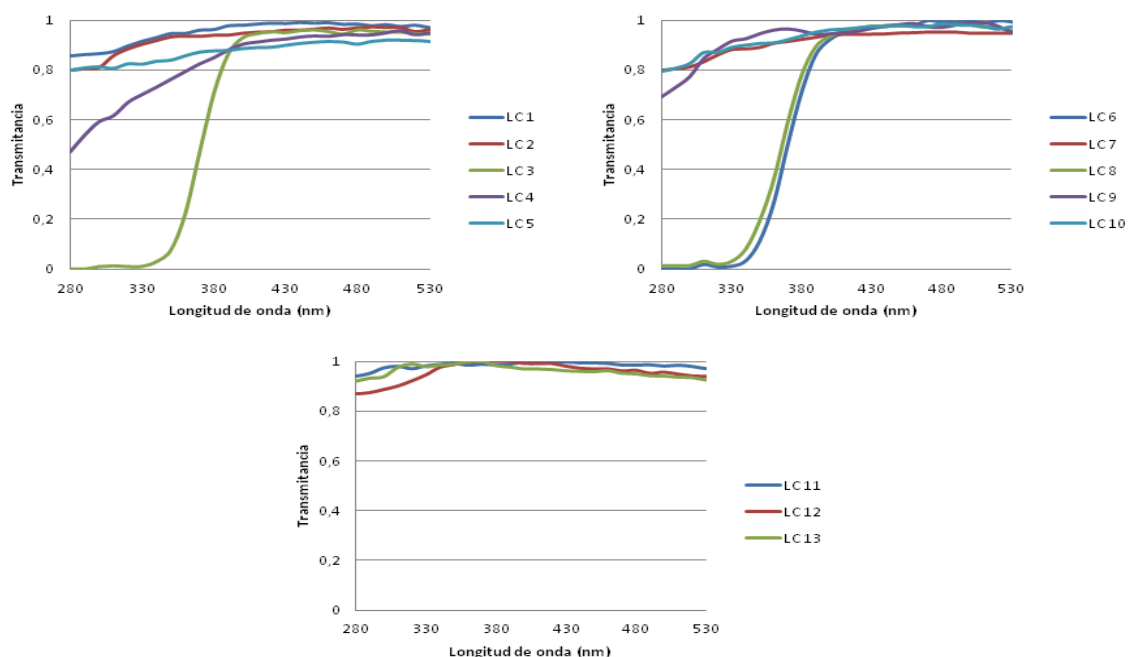 1
0,8
0,6
0,4
0,2
0
Transmitancia
280 330 380 430 480 530
Longitud de onda (nm)
LC1
LC2
LC3
LC4
LC5
1
0,8
0,6
0,4
0,2
0
Transmitancia
280 330 380 430 480 530
Longitud de onda (nm)
LC6
LC7
LC8
LC9
LC10
1
0,8
0,6
0,4
0,2
0
Transmitancia
280 330 380 430 480 530
Longitud de onda (nm)
LC11
LC12
LC13